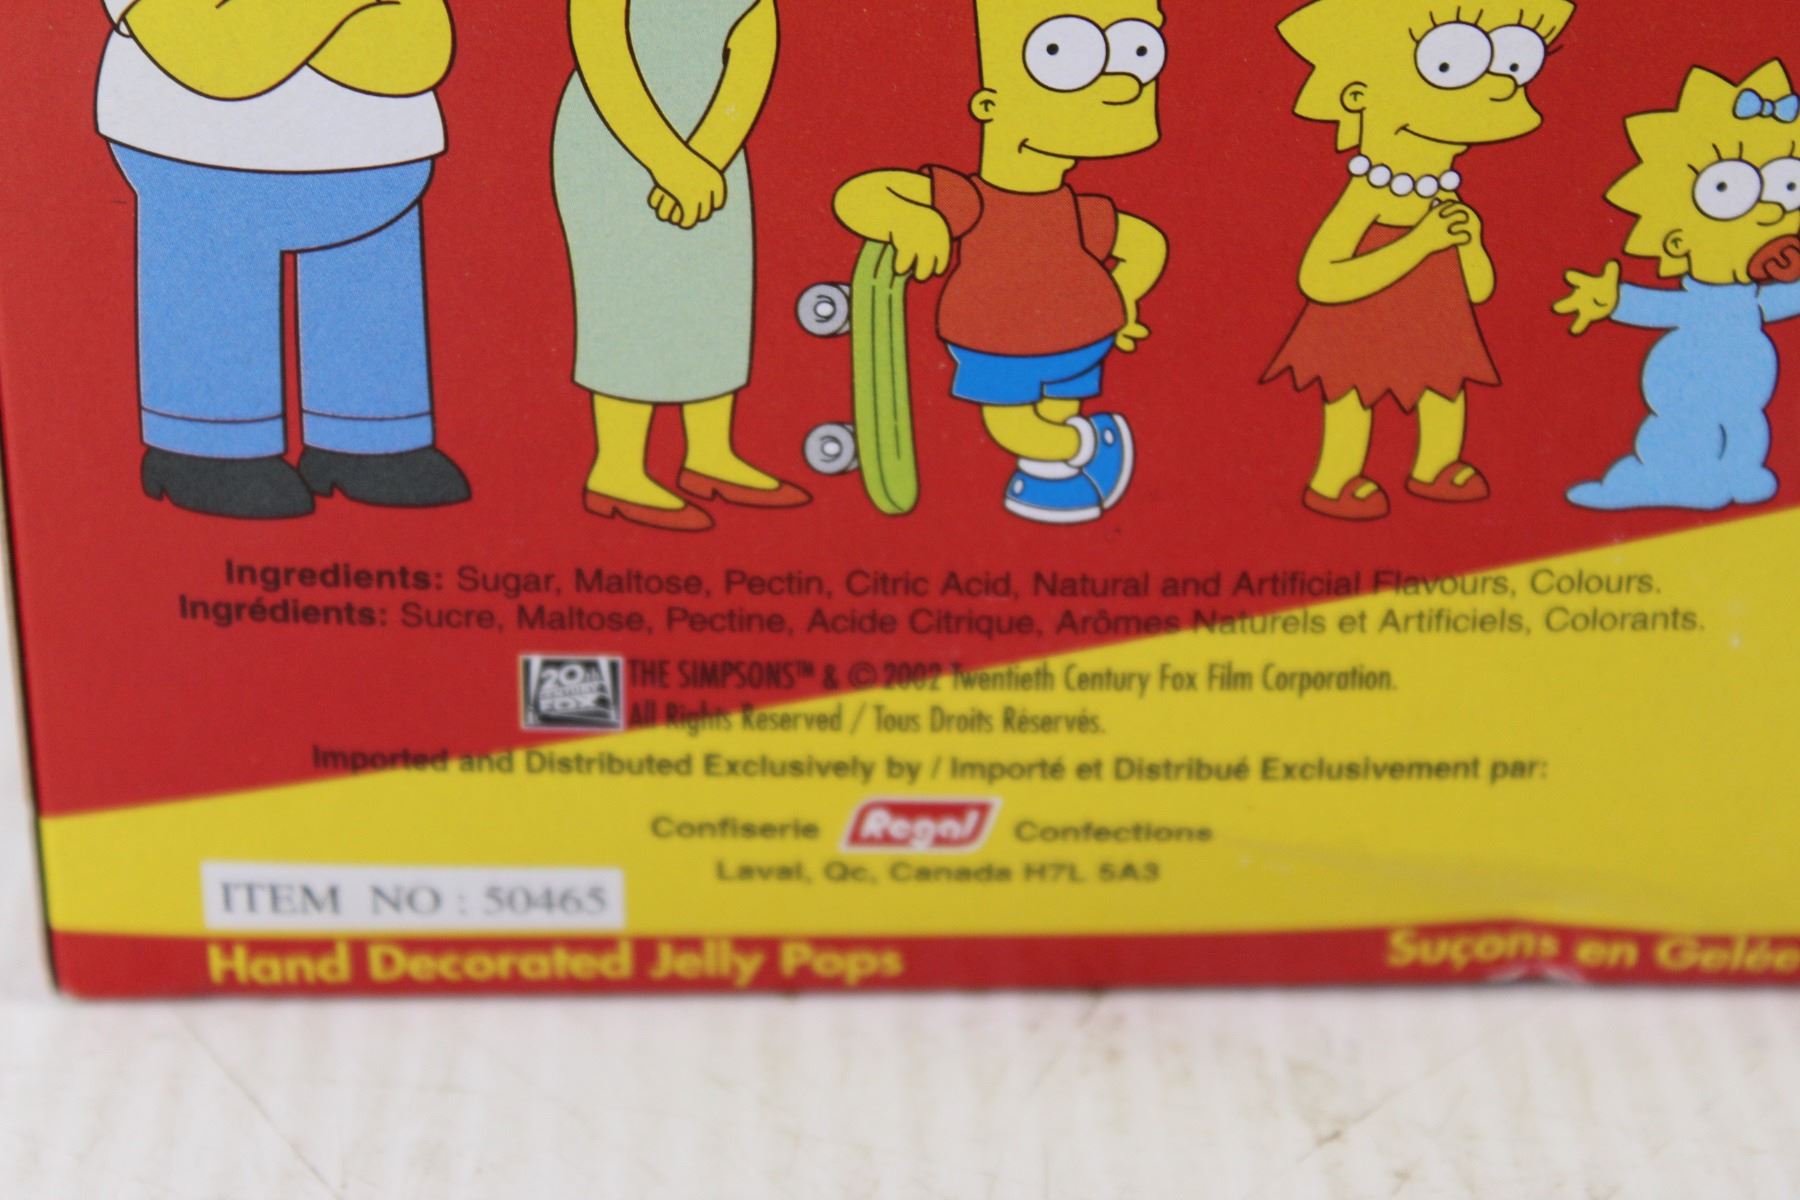 Ingredients: Sugar, Maltose, Pectin, Citric Acid, Natural and Artificial Flavours, Colours.
Ingrédients: Sucre, Maltose, Pectine, Acide Citrique, Arômes Naturels et Artificiels, Colorants.
20th CENTURY FOX
THE SIMPSONS™ & © 2002 Twentieth Century Fox Film Corporation.
All Rights Reserved / Tous Droits Réservés.
Imported and Distributed Exclusively by / Importé et Distribué Exclusivement par:
Confiserie Regal Confections
Laval, Qc, Canada H7L 5A3
ITEM NO : 50465
Hand Decorated Jelly Pops
Suçons en Gelée